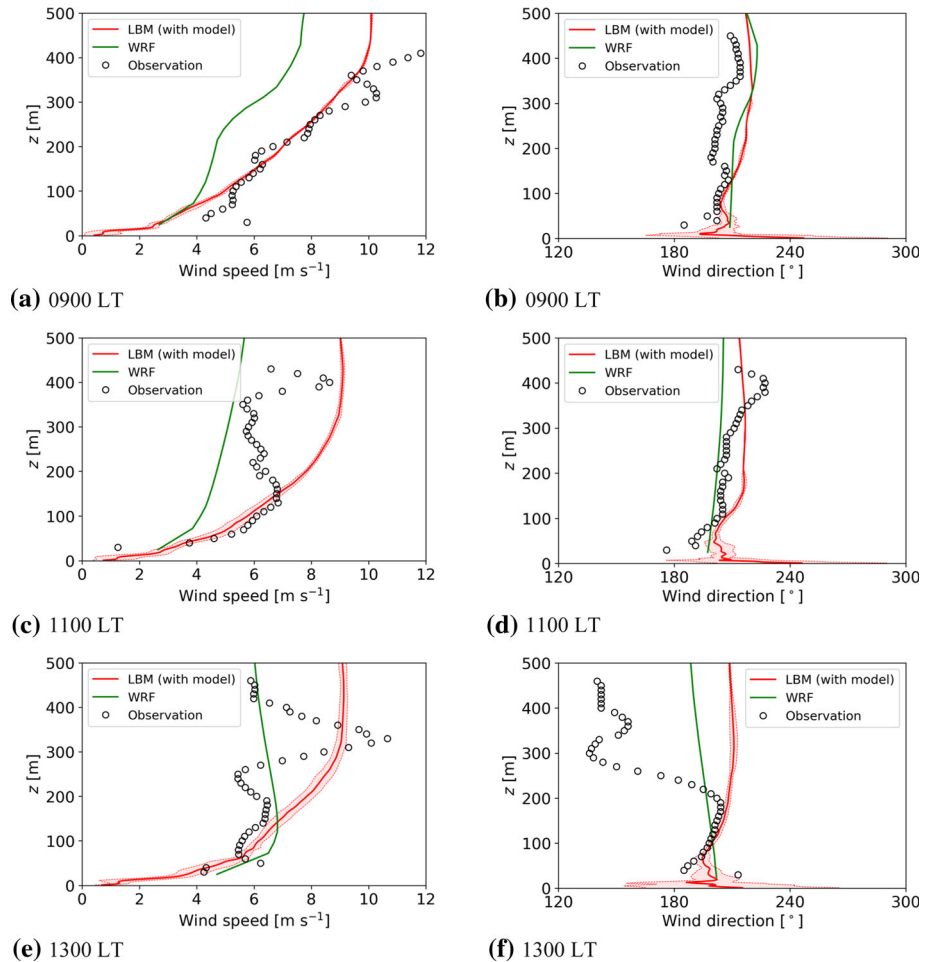 500
400
300
200
100
0
z [m]
LBM (with model)
WRF
Observation
0 2 4 6 8 10 12
Wind speed [m s⁻¹]
(a) 0900 LT
500
400
300
200
100
0
z [m]
LBM (with model)
WRF
Observation
120 180 240 300
Wind direction [°]
(b) 0900 LT
500
400
300
200
100
0
z [m]
LBM (with model)
WRF
Observation
0 2 4 6 8 10 12
Wind speed [m s⁻¹]
(c) 1100 LT
500
400
300
200
100
0
z [m]
LBM (with model)
WRF
Observation
120 180 240 300
Wind direction [°]
(d) 1100 LT
500
400
300
200
100
0
z [m]
LBM (with model)
WRF
Observation
0 2 4 6 8 10 12
Wind speed [m s⁻¹]
(e) 1300 LT
500
400
300
200
100
0
z [m]
LBM (with model)
WRF
Observation
120 180 240 300
Wind direction [°]
(f) 1300 LT